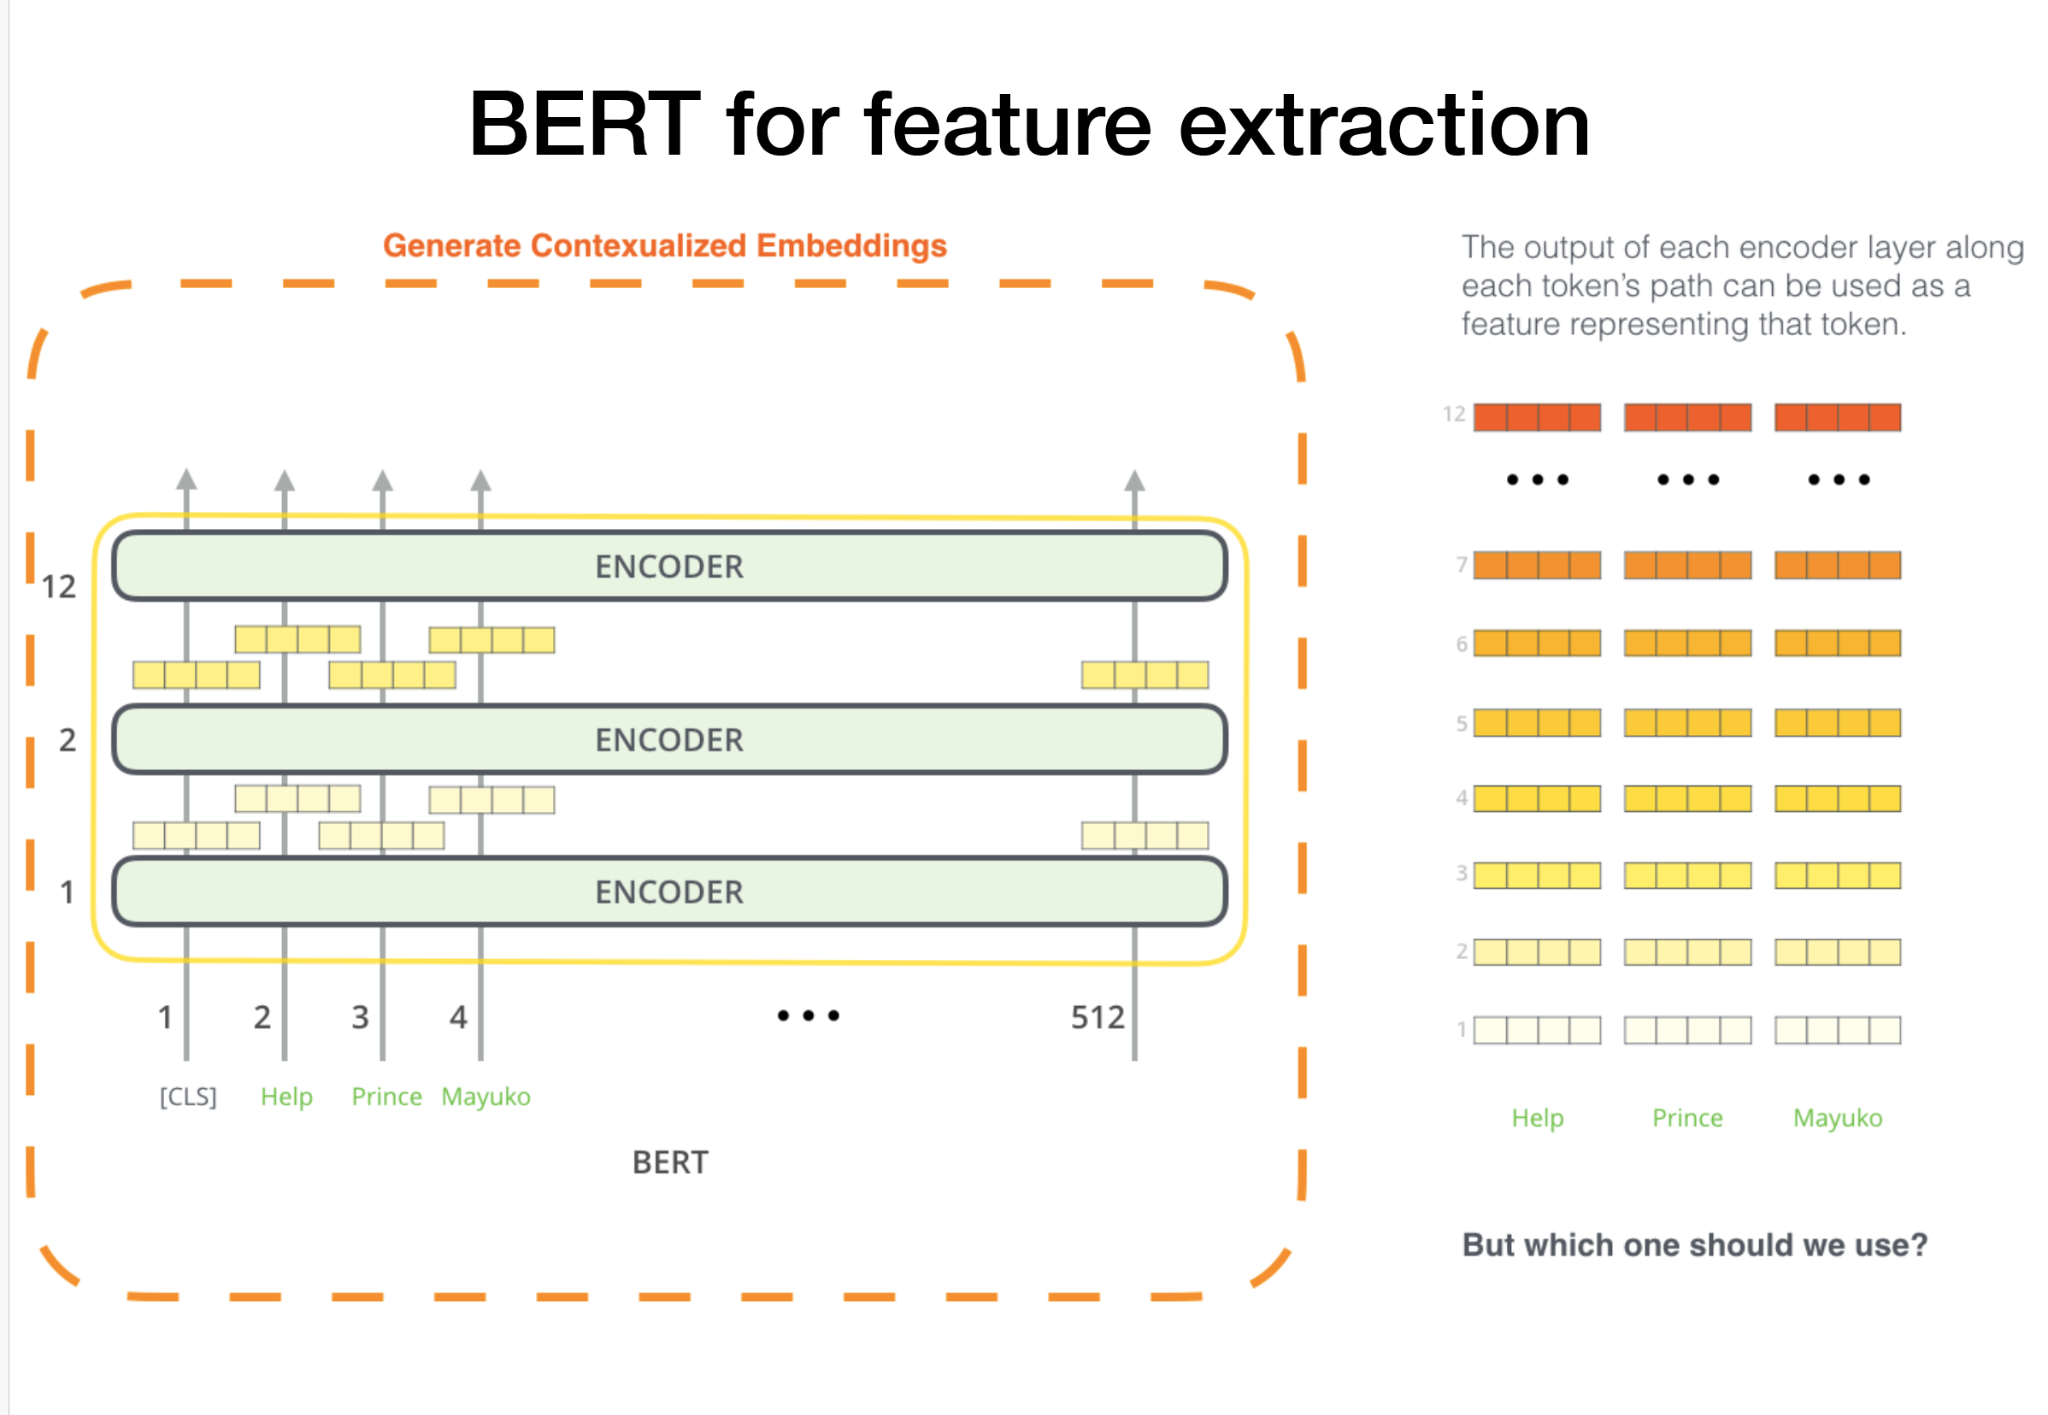 BERT for feature extraction
Generate Contexualized Embeddings
12
ENCODER
2
ENCODER
1
ENCODER
1 2 3 4 ••• 512
[CLS] Help Prince Mayuko
BERT
The output of each encoder layer along
each token’s path can be used as a
feature representing that token.
12
••• ••• •••
7
6
5
4
3
2
1
Help Prince Mayuko
But which one should we use?